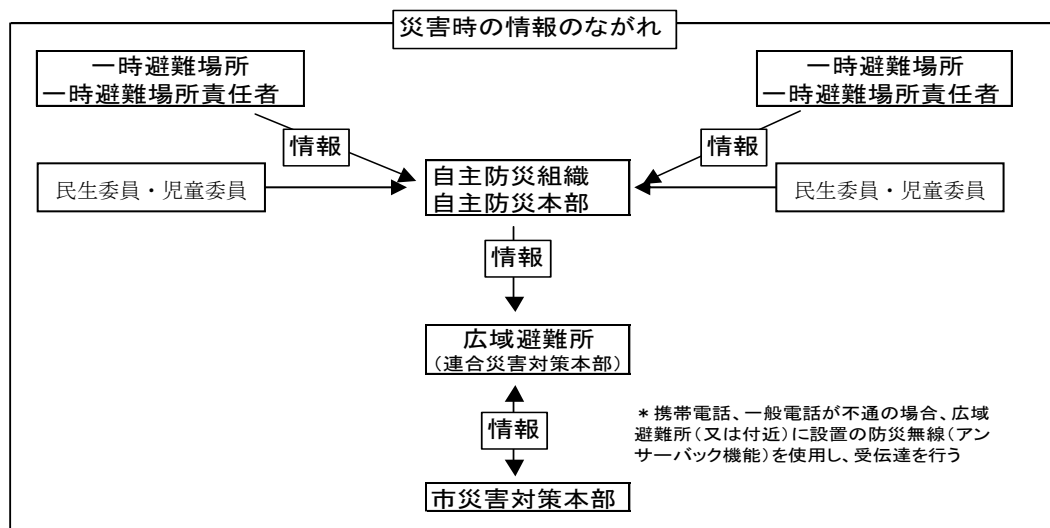 災害時の情報のながれ
一時避難場所
一時避難場所責任者
一時避難場所
一時避難場所責任者
情報
情報
民生委員・児童委員
自主防災組織
自主防災本部
民生委員・児童委員
情報
広域避難所
(連合災害対策本部)
情報
*携帯電話、一般電話が不通の場合、広域
避難所(又は付近)に設置の防災無線(アン
サーバック機能)を使用し、受伝達を行う
市災害対策本部